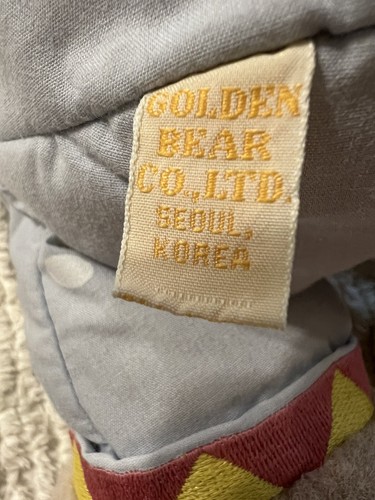 GOLDEN
BEAR
CO.,LTD.
SEOUL,
KOREA